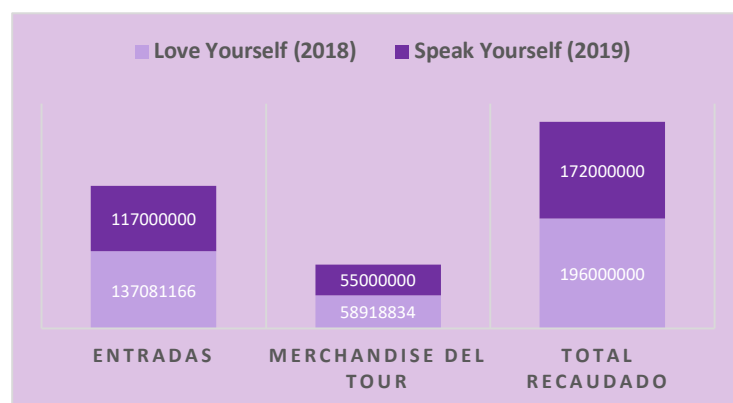 Love Yourself (2018) Speak Yourself (2019)
172000000
117000000
196000000
55000000
137081166
58918834
ENTRADAS
MERCHANDISE DEL
TOUR
TOTAL
RECAUDADO